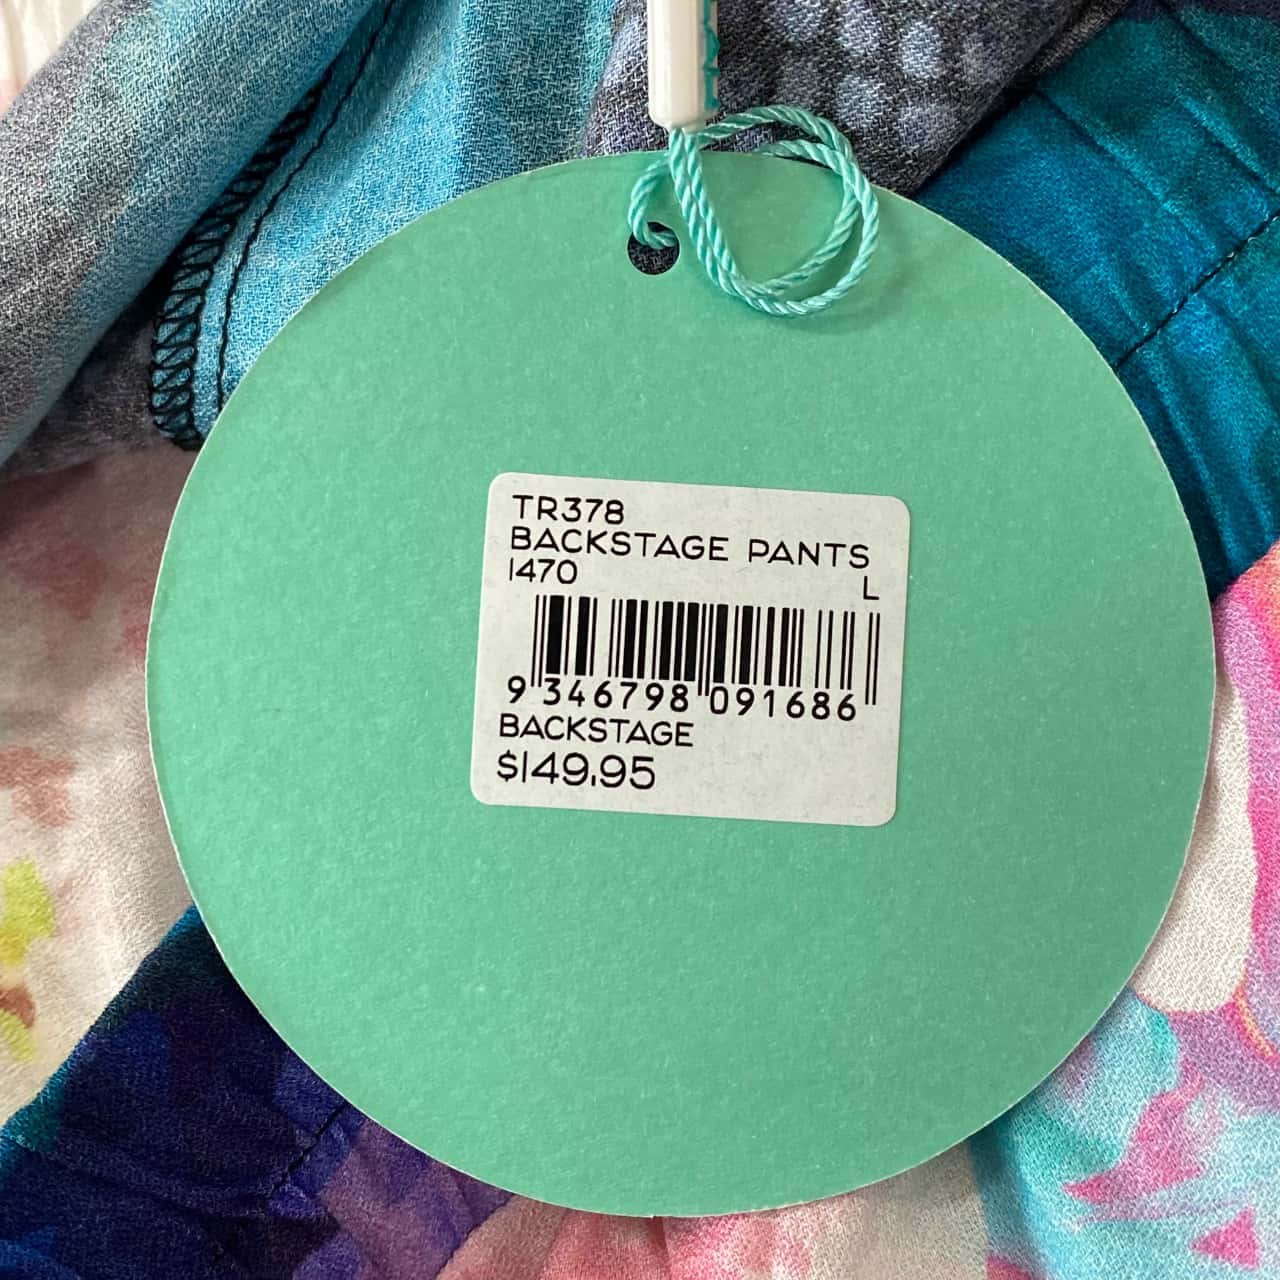 TR378
BACKSTAGE PANTS
1470 L
9 346798 091686
BACKSTAGE
$149.95